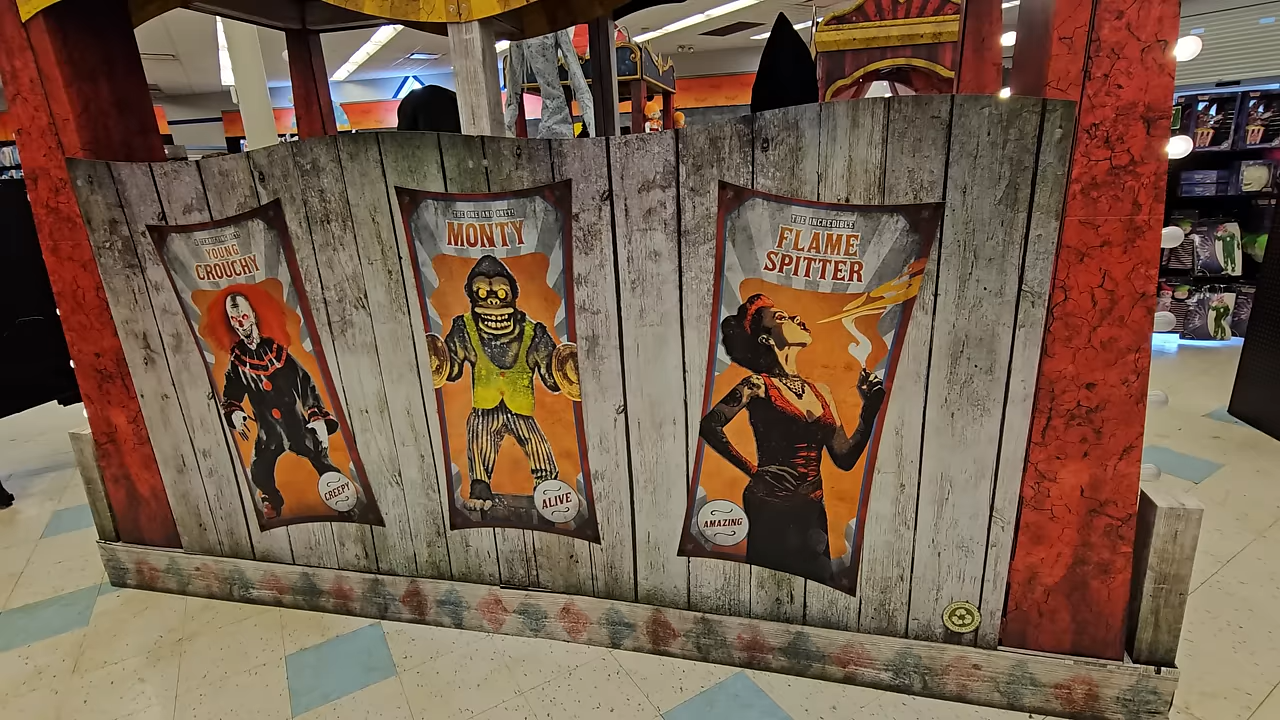 YOUNG
CROUCHY
CREEPY
THE ONE AND ONLY!
MONTY
ALIVE
THE INCREDIBLE
FLAME
SPITTER
AMAZING